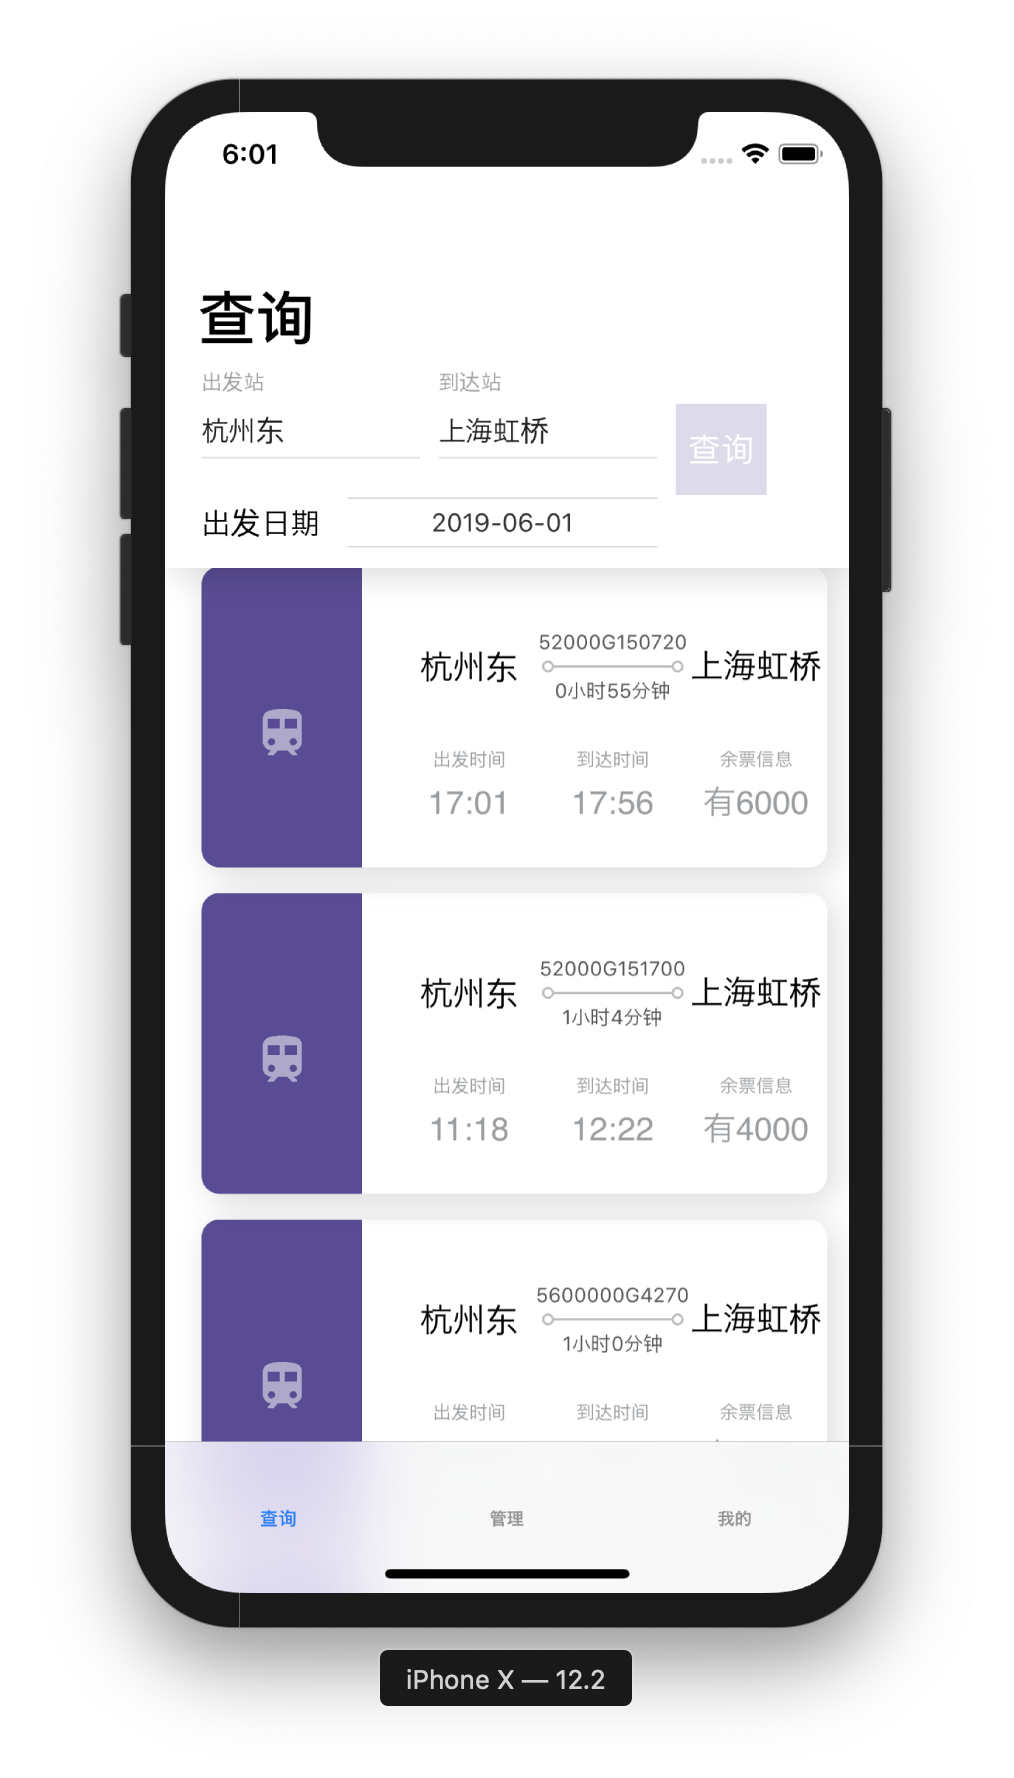 6:01
查询
出发站 到达站
杭州东 上海虹桥 查询
出发日期 2019-06-01
52000G150720
杭州东 上海虹桥
0小时55分钟
出发时间 到达时间 余票信息
17:01 17:56 有6000
52000G151700
杭州东 上海虹桥
1小时4分钟
出发时间 到达时间 余票信息
11:18 12:22 有4000
5600000G4270
杭州东 上海虹桥
1小时0分钟
出发时间 到达时间 余票信息
查询 管理 我的
iPhone X — 12.2